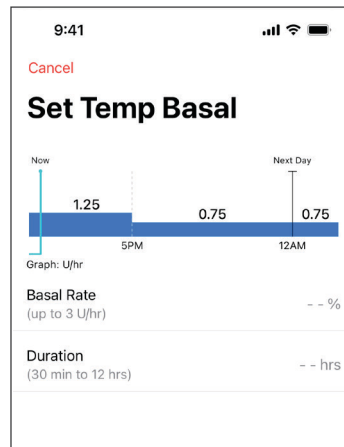 9:41
Cancel
Set Temp Basal
Now Next Day
1.25 0.75 0.75
5PM 12AM
Graph: U/hr
Basal Rate
(up to 3 U/hr) - - %
Duration
(30 min to 12 hrs) - - hrs